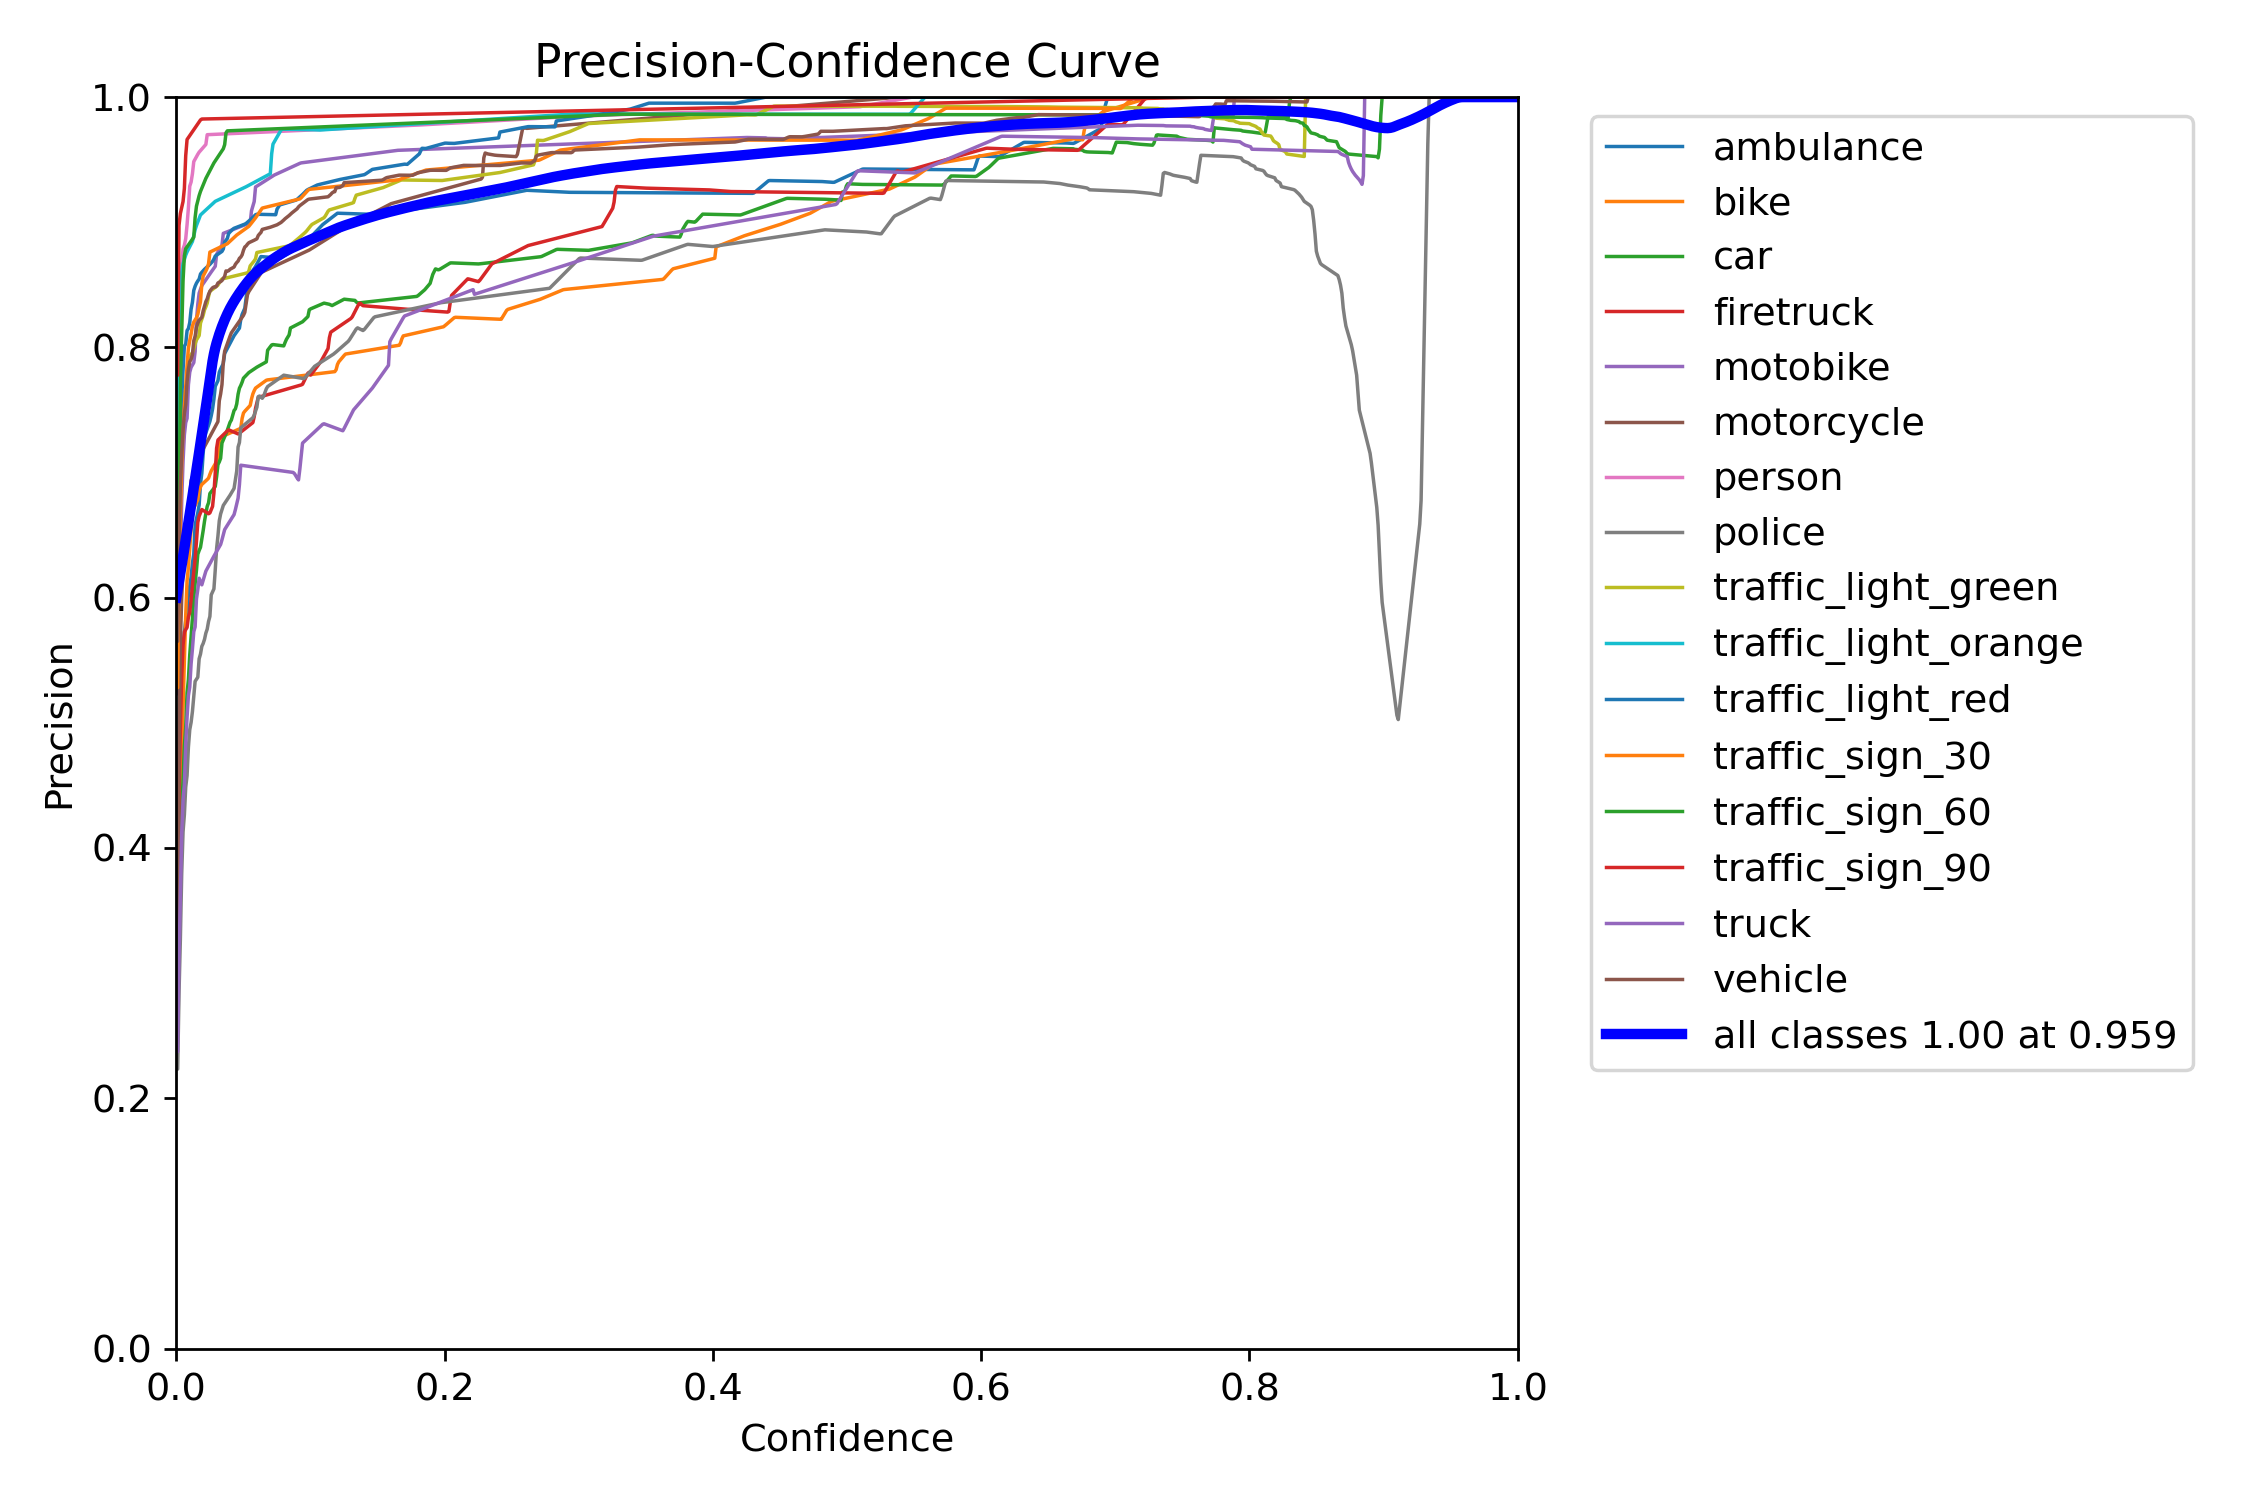 Precision-Confidence Curve
1.0
0.8
0.6
0.4
0.2
0.0
Precision
0.0 0.2 0.4 0.6 0.8 1.0
Confidence
ambulance
bike
car
firetruck
motobike
motorcycle
person
police
traffic_light_green
traffic_light_orange
traffic_light_red
traffic_sign_30
traffic_sign_60
traffic_sign_90
truck
vehicle
all classes 1.00 at 0.959